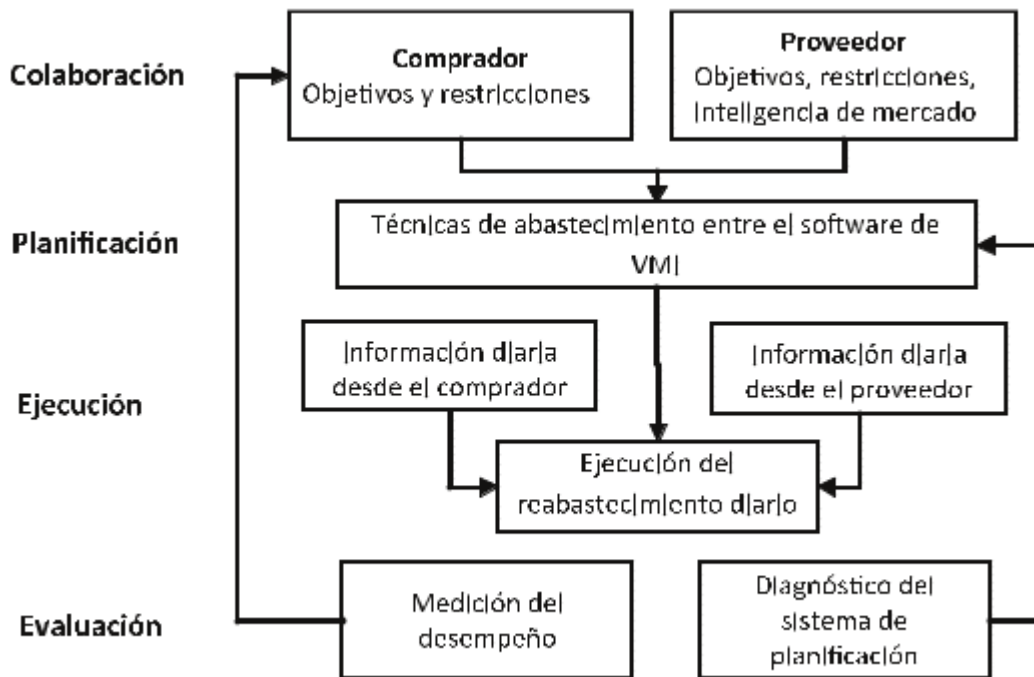 Colaboración
Comprador
Objetivos y restricciones
Proveedor
Objetivos, restricciones,
Inteligencia de mercado
Planificación
Técnicas de abastecimiento entre el software de
VMI
Ejecución
Información diaria
desde el comprador
Información diaria
desde el proveedor
Ejecución del
reabastecimiento diario
Evaluación
Medición del
desempeño
Diagnóstico del
sistema de
planificación